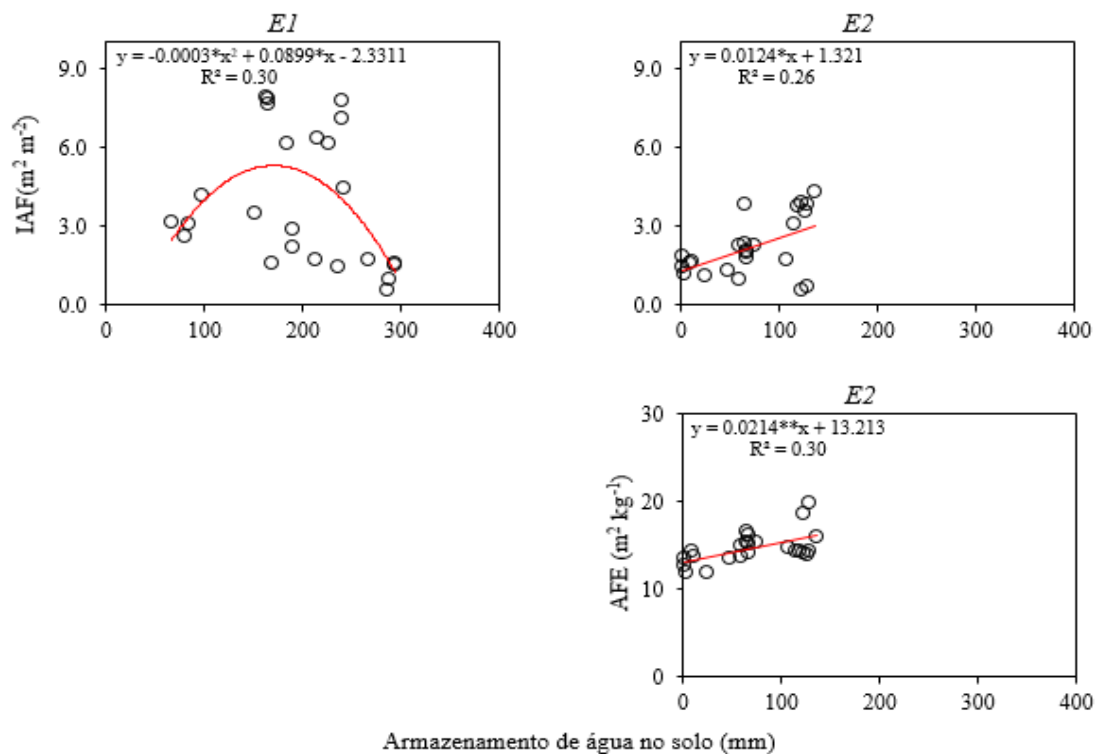 E1
y = -0.0003*x² + 0.0899*x - 2.3311
R² = 0.30
9.0
6.0
3.0
0.0
IAF(m² m⁻²)
0 100 200 300 400
E2
y = 0.0124*x + 1.321
R² = 0.26
9.0
6.0
3.0
0.0
0 100 200 300 400
E2
y = 0.0214**x + 13.213
R² = 0.30
30
20
10
0
AFE (m² kg⁻¹)
0 100 200 300 400
Armazenamento de água no solo (mm)